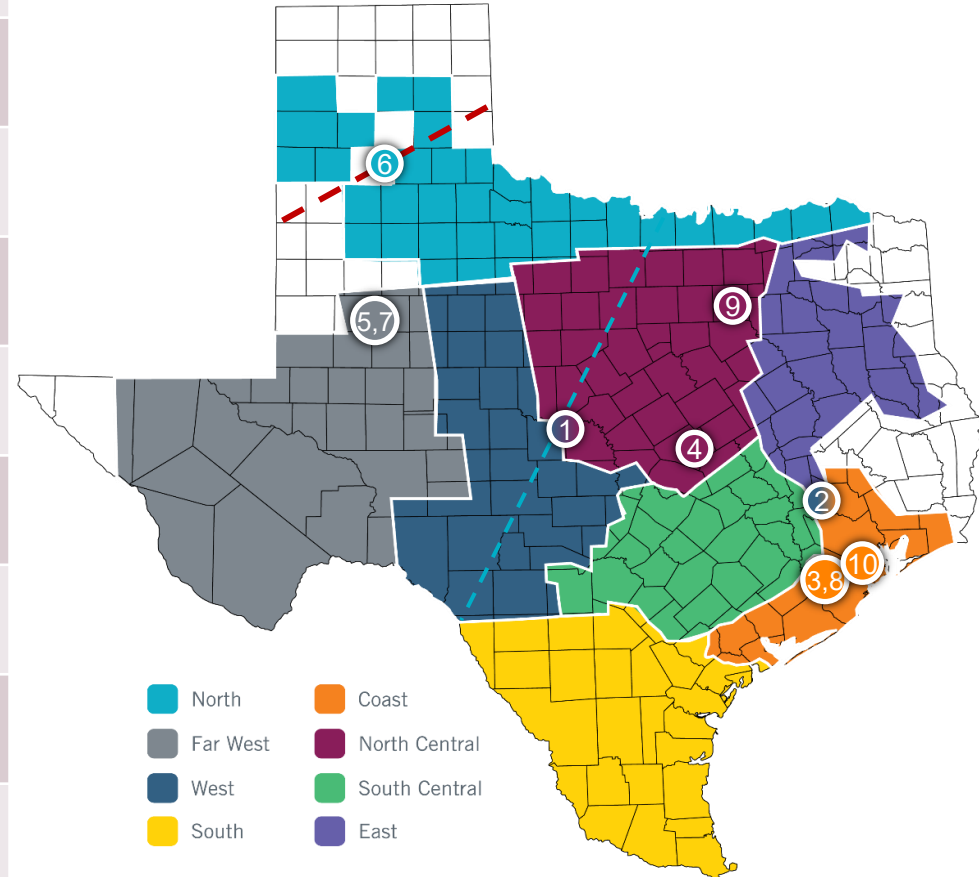 6
5,7
9
1
4
2
10
3,8
North
Coast
Far West
North Central
West
South Central
South
East